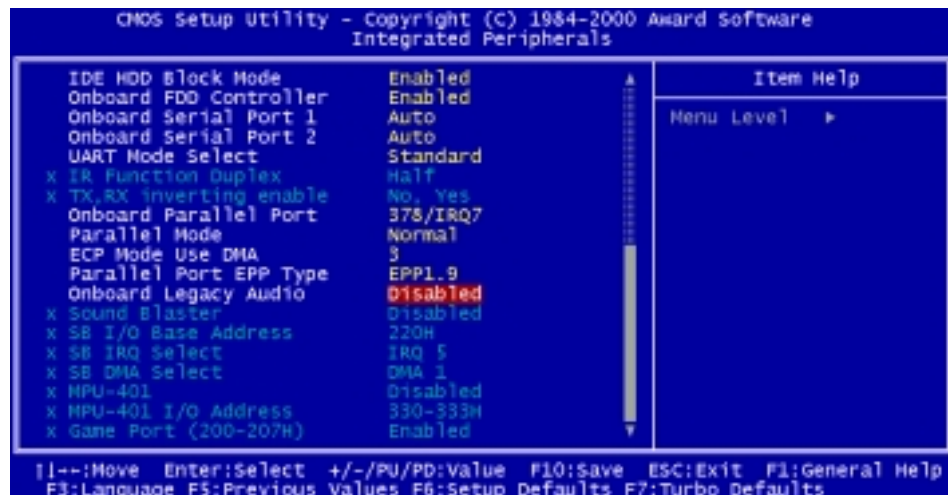 CMOS Setup Utility - Copyright (C) 1984-2000 Award Software
Integrated Peripherals
IDE HDD Block Mode Enabled
Onboard FDD Controller Enabled
Onboard Serial Port 1 Auto
Onboard Serial Port 2 Auto
UART Mode Select Standard
x IR Function Duplex Half
x TX,RX inverting enable No, Yes
Onboard Parallel Port 378/IRQ7
Parallel Mode Normal
ECP Mode Use DMA 3
Parallel Port EPP Type EPP1.9
Onboard Legacy Audio Disabled
x Sound Blaster Disabled
x SB I/O Base Address 220H
x SB IRQ Select IRQ 5
x SB DMA Select DMA 1
x MPU-401 Disabled
x MPU-401 I/O Address 330-333H
x Game Port (200-207H) Enabled
Item Help
Menu Level ►
↑↓→←:Move Enter:Select +/-/PU/PD:Value F10:Save ESC:Exit F1:General Help
F3:Language F5:Previous Values F6:Setup Defaults F7:Turbo Defaults